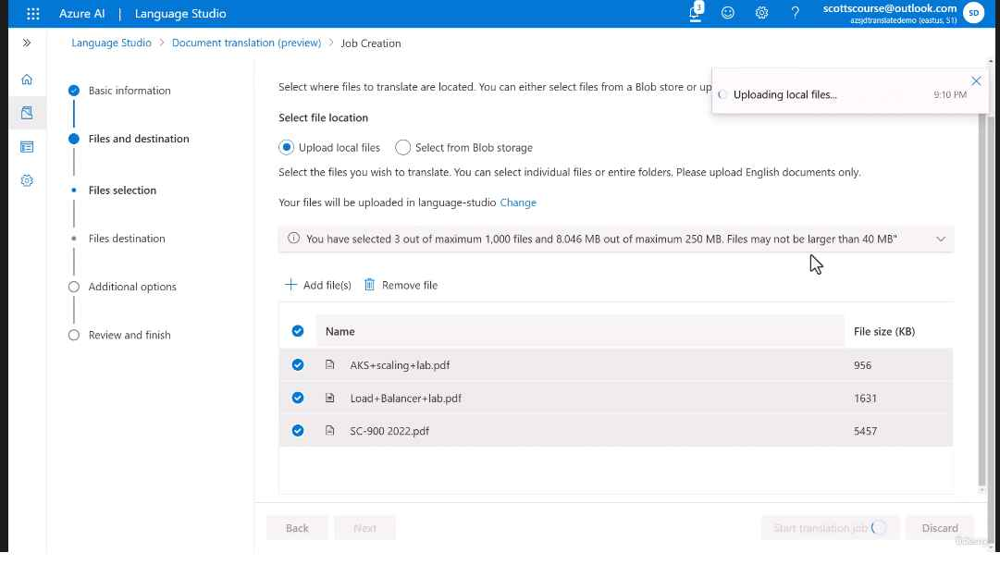 Azure AI | Language Studio
3
scottscourse@outlook.com
azsjdtranslatedemo (eastus, S1)
SD
Language Studio > Document translation (preview) > Job Creation
Basic information
Files and destination
Files selection
Files destination
Additional options
Review and finish
Select where files to translate are located. You can either select files from a Blob store or up
Uploading local files...
9:10 PM
Select file location
Upload local files
Select from Blob storage
Select the files you wish to translate. You can select individual files or entire folders. Please upload English documents only.
Your files will be uploaded in language-studio Change
You have selected 3 out of maximum 1,000 files and 8.046 MB out of maximum 250 MB. Files may not be larger than 40 MB"
Add file(s)
Remove file
Name
File size (KB)
AKS+scaling+lab.pdf
956
Load+Balancer+lab.pdf
1631
SC-900 2022.pdf
5457
Back
Next
Start translation job
Discard